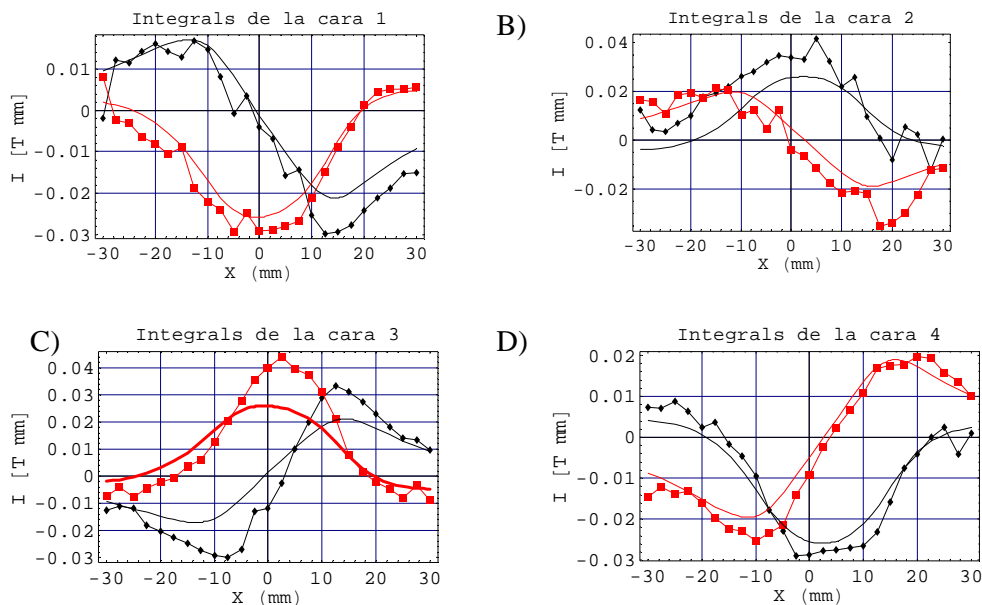 Integrals de la cara 1
I [T mm]
0.01
0
-0.01
-0.02
-0.03
-30 -20 -10 0 10 20 30
X (mm)
B)
Integrals de la cara 2
I [T mm]
0.04
0.02
0
-0.02
-30 -20 -10 0 10 20 30
X (mm)
C)
Integrals de la cara 3
I [T mm]
0.04
0.03
0.02
0.01
0
-0.01
-0.02
-0.03
-30 -20 -10 0 10 20 30
X (mm)
D)
Integrals de la cara 4
I [T mm]
0.02
0.01
0
-0.01
-0.02
-0.03
-30 -20 -10 0 10 20 30
X (mm)